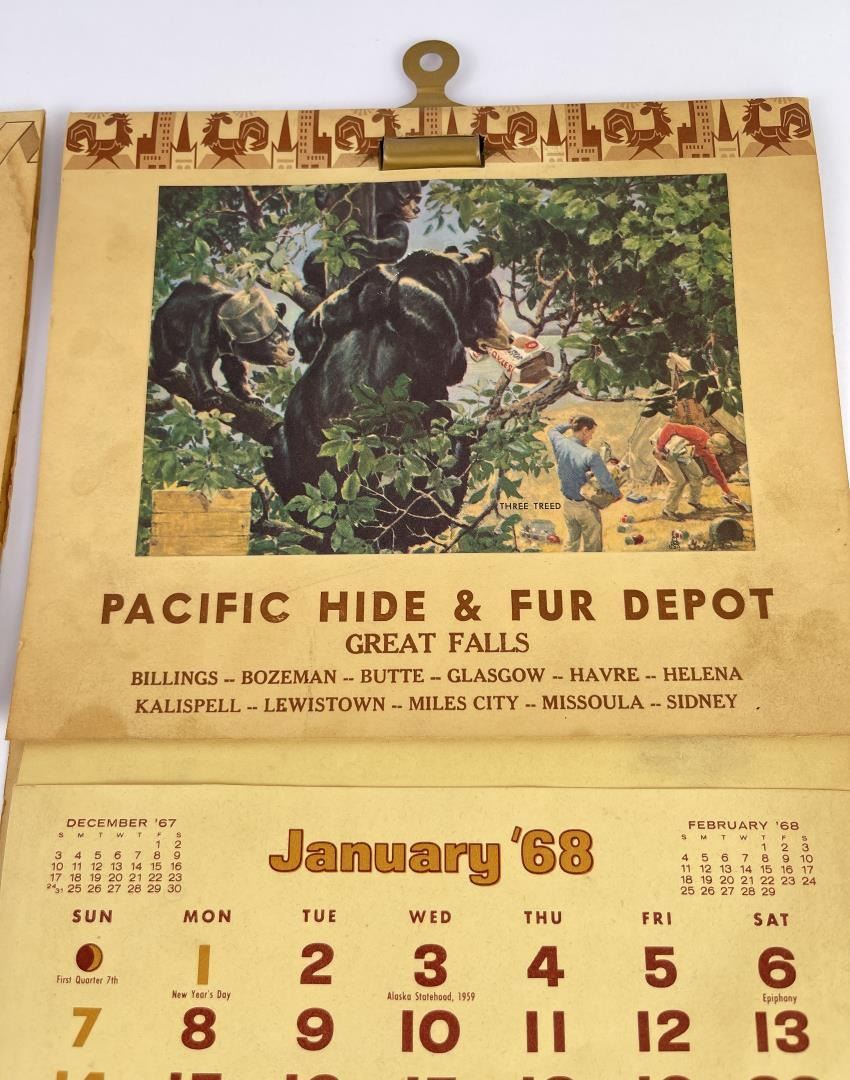 THREE TREED
PACIFIC HIDE & FUR DEPOT
GREAT FALLS
BILLINGS -- BOZEMAN -- BUTTE -- GLASGOW -- HAVRE -- HELENA
KALISPELL -- LEWISTOWN -- MILES CITY -- MISSOULA -- SIDNEY
DECEMBER '67
S M T W T F S
1 2
3 4 5 6 7 8 9
10 11 12 13 14 15 16
17 18 19 20 21 22 23
24/31 25 26 27 28 29 30
January '68
FEBRUARY '68
S M T W T F S
1 2 3
4 5 6 7 8 9 10
11 12 13 14 15 16 17
18 19 20 21 22 23 24
25 26 27 28 29
SUN MON TUE WED THU FRI SAT
1 2 3 4 5 6
First Quarter 7th
New Year's Day
Alaska Statehood, 1959
Epiphany
7 8 9 10 11 12 13